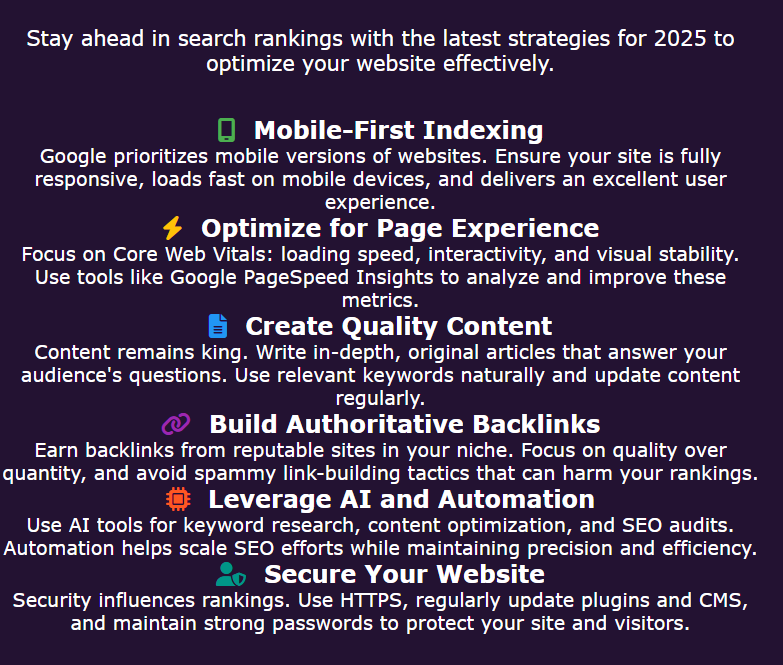 Stay ahead in search rankings with the latest strategies for 2025 to
optimize your website effectively.
Mobile-First Indexing
Google prioritizes mobile versions of websites. Ensure your site is fully
responsive, loads fast on mobile devices, and delivers an excellent user
experience.
Optimize for Page Experience
Focus on Core Web Vitals: loading speed, interactivity, and visual stability.
Use tools like Google PageSpeed Insights to analyze and improve these
metrics.
Create Quality Content
Content remains king. Write in-depth, original articles that answer your
audience's questions. Use relevant keywords naturally and update content
regularly.
Build Authoritative Backlinks
Earn backlinks from reputable sites in your niche. Focus on quality over
quantity, and avoid spammy link-building tactics that can harm your rankings.
Leverage AI and Automation
Use AI tools for keyword research, content optimization, and SEO audits.
Automation helps scale SEO efforts while maintaining precision and efficiency.
Secure Your Website
Security influences rankings. Use HTTPS, regularly update plugins and CMS,
and maintain strong passwords to protect your site and visitors.